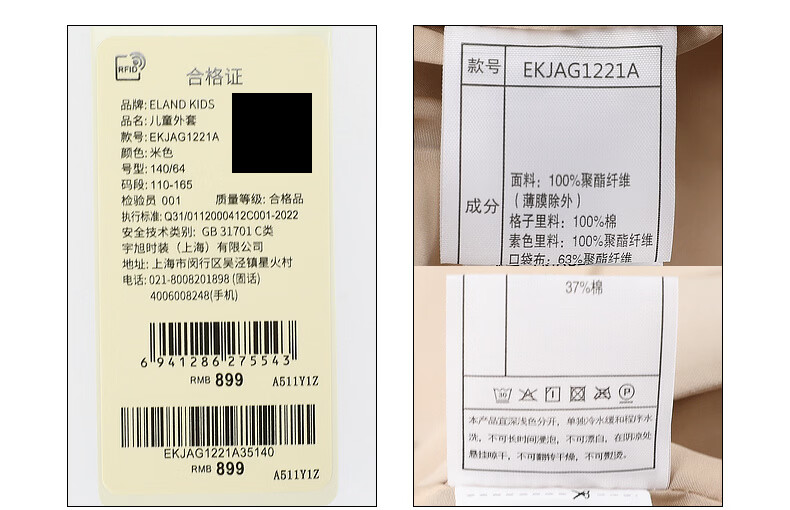 RFID
合格证
品牌: ELAND KIDS
品名: 儿童外套
款号: EKJAG1221A
颜色: 米色
号型: 140/64
码段: 110-165
检验员 001 质量等级: 合格品
执行标准: Q31/0112000412C001-2022
安全技术类别: GB 31701 C类
宇旭时装（上海）有限公司
地址: 上海市闵行区吴泾镇星火村
电话: 021-8008201898 (固话)
4006008248(手机)
6 941286 275543
RMB 899 A511Y1Z
EKJAG1221A35140
RMB 899 A511Y1Z
款号 EKJAG1221A
成分
面料: 100%聚酯纤维
(薄膜除外)
格子里料: 100%棉
素色里料: 100%聚酯纤维
口袋布: 63%聚酯纤维
37%棉
30
P
本产品宜深浅色分开, 单独冷水缓和程序水
洗, 不可长时间浸泡, 不可漂白, 在阴凉处
悬挂晾干, 不可翻转干燥, 不可熨烫。